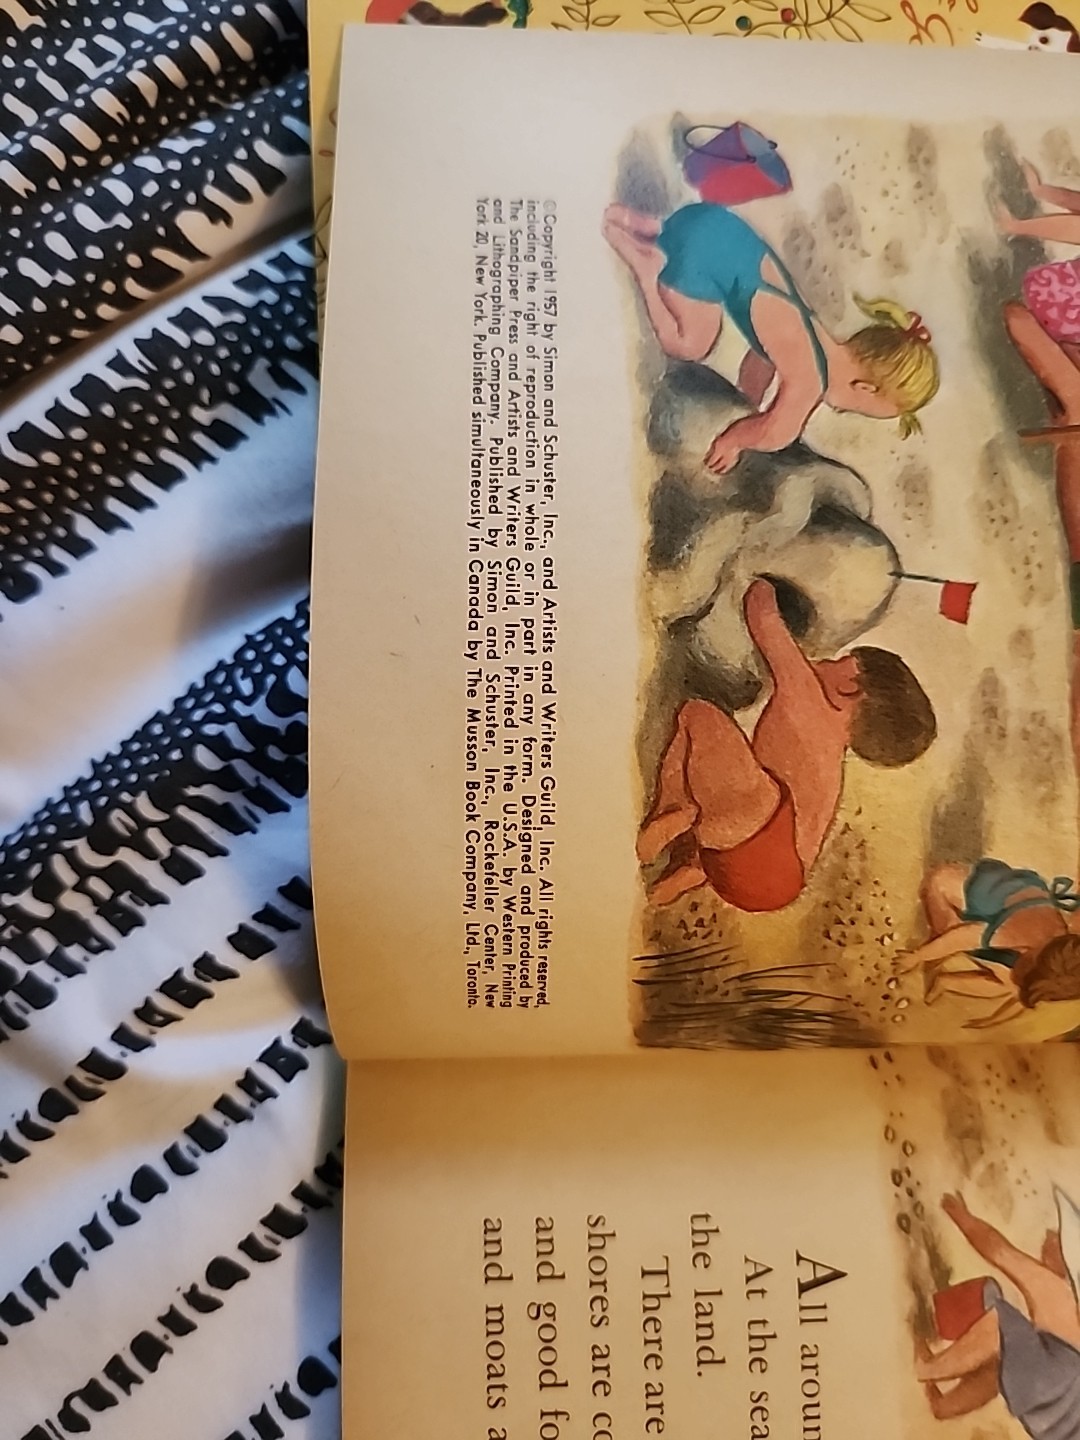 © Copyright 1957 by Simon and Schuster, Inc., and Artists and Writers Guild, Inc. All rights reserved,
including the right of reproduction in whole or in part in any form. Designed and produced by
The Sandpiper Press and Artists and Writers Guild, Inc. Printed in the U.S.A. by Western Printing
and Lithographing Company. Published by Simon and Schuster, Inc., Rockefeller Center, New
York 20, New York. Published simultaneously in Canada by The Musson Book Company, Ltd., Toronto.
All aroun
At the sea
the land.
There are
shores are co
and good fo
and moats a